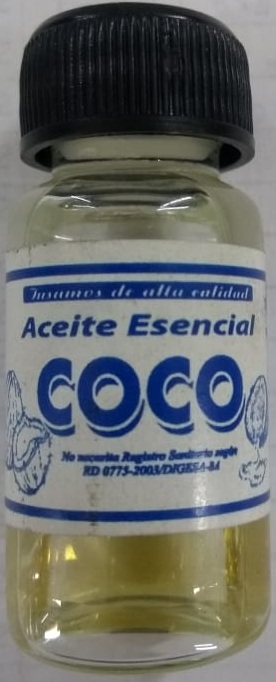 Insumos de alta calidad
Aceite Esencial
COCO
No necesita Registro Sanitario según
RD 0775-2003/DIGESA-SA